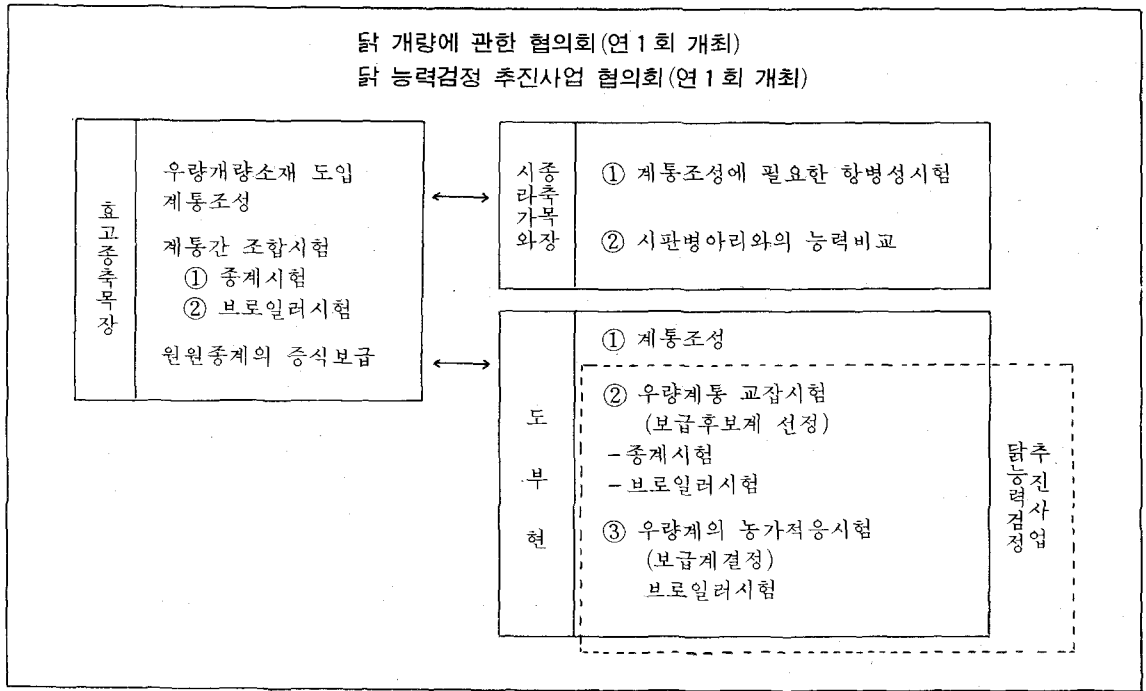 닭 개량에 관한 협의회(연 1회 개최)
닭 능력검정 추진사업 협의회(연 1회 개최)
효고종축목장
우량개량소재 도입
계통조성
계통간 조합시험
① 종계시험
② 브로일러시험
원원종계의 증식보급
시라가와
종축목장
① 계통조성에 필요한 항병성시험
② 시판병아리와의 능력비교
도부현
① 계통조성
② 우량계통 교잡시험
(보급후보계 선정)
-종계시험
-브로일러시험
③ 우량계의 농가적응시험
(보급계결정)
브로일러시험
닭능력검정
추진사업